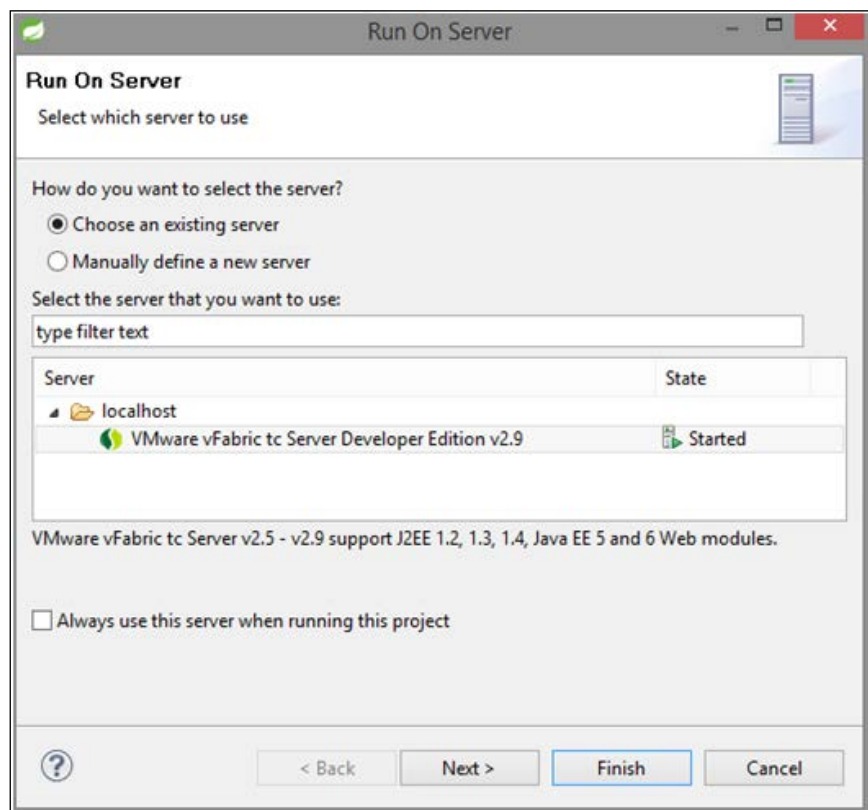 Run On Server
Run On Server
Select which server to use
How do you want to select the server?
Choose an existing server
Manually define a new server
Select the server that you want to use:
type filter text
Server State
localhost
VMware vFabric tc Server Developer Edition v2.9 Started
VMware vFabric tc Server v2.5 - v2.9 support J2EE 1.2, 1.3, 1.4, Java EE 5 and 6 Web modules.
Always use this server when running this project
? < Back Next > Finish Cancel